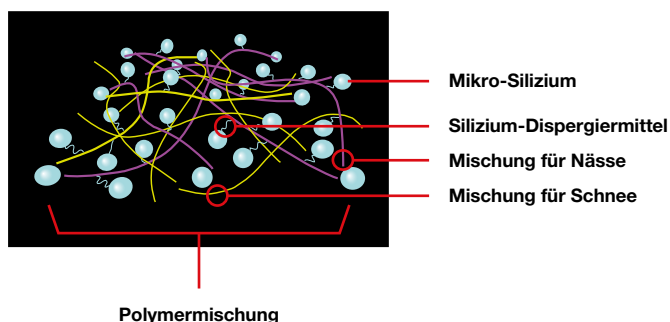 Mikro-Silizium
Silizium-Dispergiermittel
Mischung für Nässe
Mischung für Schnee
Polymermischung